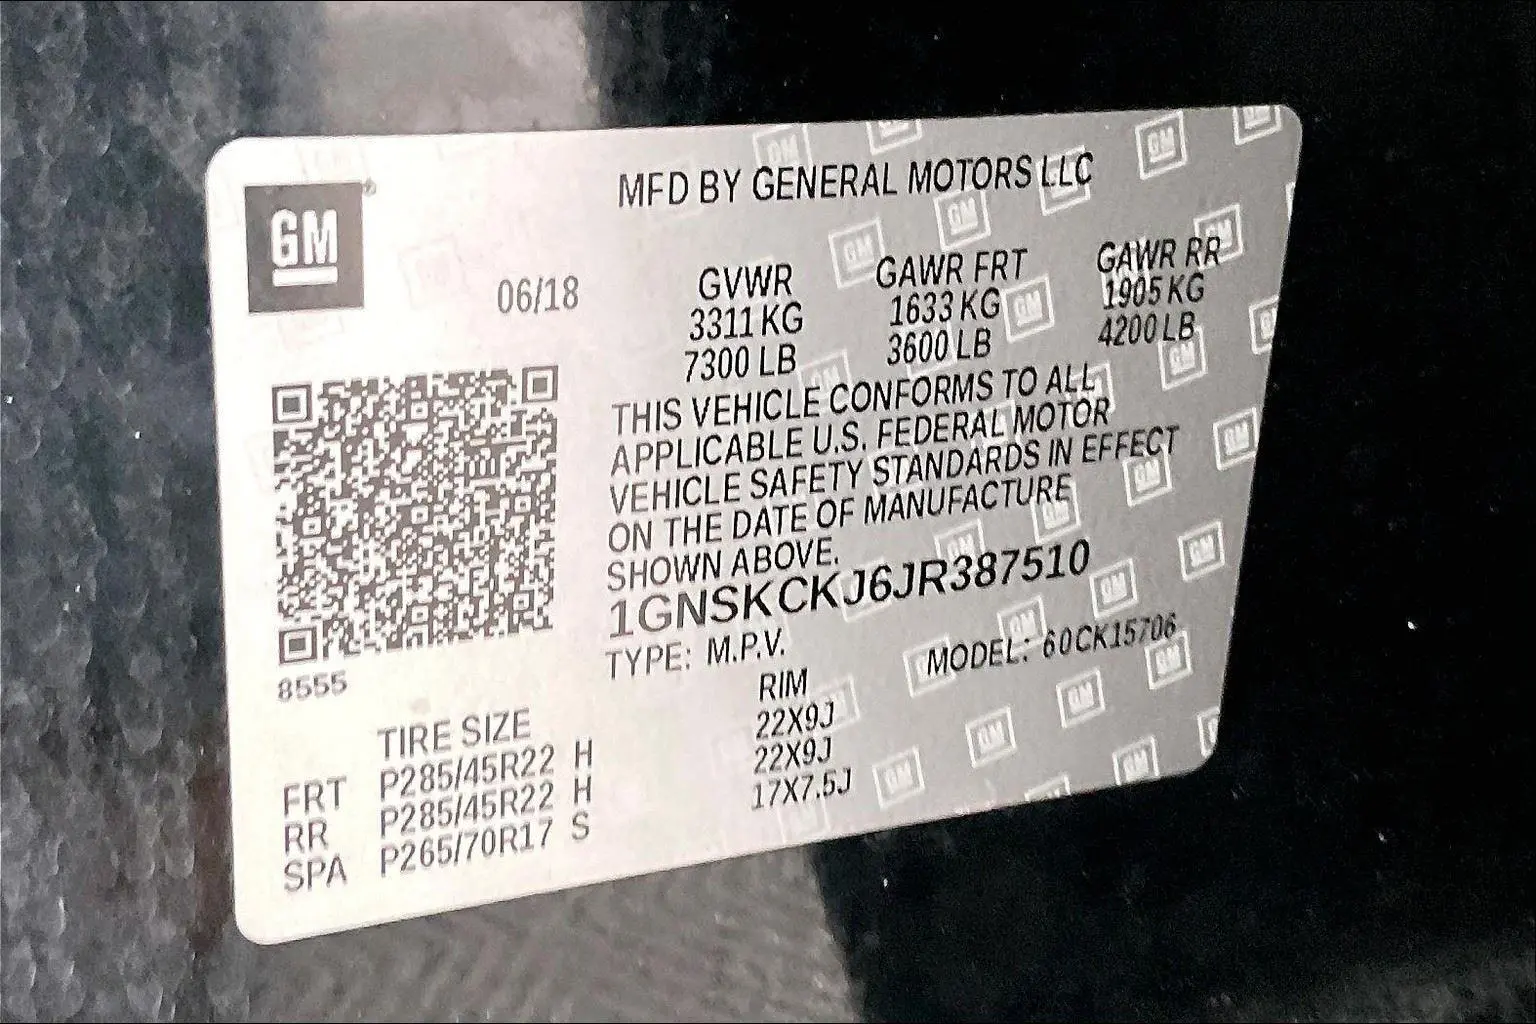 GM
MFD BY GENERAL MOTORS LLC
06/18
GVWR GAWR FRT GAWR RR
3311 KG 1633 KG 1905 KG
7300 LB 3600 LB 4200 LB
THIS VEHICLE CONFORMS TO ALL
APPLICABLE U.S. FEDERAL MOTOR
VEHICLE SAFETY STANDARDS IN EFFECT
ON THE DATE OF MANUFACTURE
SHOWN ABOVE.
1GNSKCKJ6JR387510
TYPE: M.P.V. MODEL: 60CK15706
8555
TIRE SIZE RIM
FRT P285/45R22 H 22X9J
RR P285/45R22 H 22X9J
SPA P265/70R17 S 17X7.5J